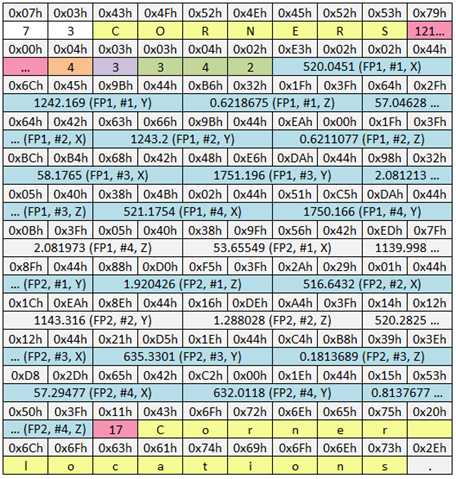 0x07h 0x03h 0x43h 0x4Fh 0x52h 0x4Eh 0x45h 0x52h 0x53h 0x79h
7 3 C O R N E R S 121...
0x00h 0x04h 0x03h 0x03h 0x04h 0x02h 0xE3h 0x02h 0x02h 0x44h
... 4 3 3 4 2 520.0451 (FP1, #1, X)
0x6Ch 0x45h 0x9Bh 0x44h 0xB6h 0x32h 0x1Fh 0x3Fh 0x64h 0x2Fh
1242.169 (FP1, #1, Y) 0.6218675 (FP1, #1, Y) 57.04628 ...
0x64h 0x42h 0x63h 0x66h 0x9Bh 0x44h 0xEAh 0x00h 0x1Fh 0x3Fh
... (FP1, #2, X) 1243.2 (FP1, #2, Y) 0.6211077 (FP1, #2, Z)
0xBCh 0xB4h 0x68h 0x42h 0x48h 0xE6h 0xDAh 0x44h 0x98h 0x32h
58.1765 (FP1, #3, X) 1751.196 (FP1, #3, Y) 2.081213 ...
0x05h 0x40h 0x38h 0x4Bh 0x02h 0x44h 0x51h 0xC5h 0xDAh 0x44h
... (FP1, #3, Z) 521.1754 (FP1, #4, X) 1750.166 (FP1, #4, Y)
0x0Bh 0x3Fh 0x05h 0x40h 0x38h 0x9Fh 0x56h 0x42h 0xEDh 0x7Fh
2.081973 (FP1, #4, Z) 53.65549 (FP2, #1, X) 1139.998 ...
0x8Fh 0x44h 0x88h 0xD0h 0xF5h 0x3Fh 0x2Ah 0x29h 0x01h 0x44h
... (FP2, #1, Y) 1.920426 (FP2, #1, Z) 516.6432 (FP2, #2, X)
0x1Ch 0xEAh 0x8Eh 0x44h 0x16h 0xDEh 0xA4h 0x3Fh 0x14h 0x12h
1143.316 (FP2, #2, Y) 1.288028 (FP2, #2, Z) 520.2825 ...
0x12h 0x44h 0x21h 0xD5h 0x1Eh 0x44h 0xC4h 0xB8h 0x39h 0x3Eh
... (FP2, #3, X) 635.3301 (FP2, #3, Y) 0.1813689 (FP2, #3, Z)
0xD8 0x2Dh 0x65h 0x42h 0xC2h 0x00h 0x1Eh 0x44h 0x15h 0x53h
57.29477 (FP2, #4, X) 632.0118 (FP2, #4, Y) 0.8137677 ...
0x50h 0x3Fh 0x11h 0x43h 0x6Fh 0x72h 0x6Eh 0x65h 0x75h 0x20h
... (FP2, #4, Z) 17 C o r n e r
0x6Ch 0x6Fh 0x63h 0x61h 0x74h 0x69h 0x6Fh 0x6Eh 0x73h 0x2Eh
l o c a t i o n s .